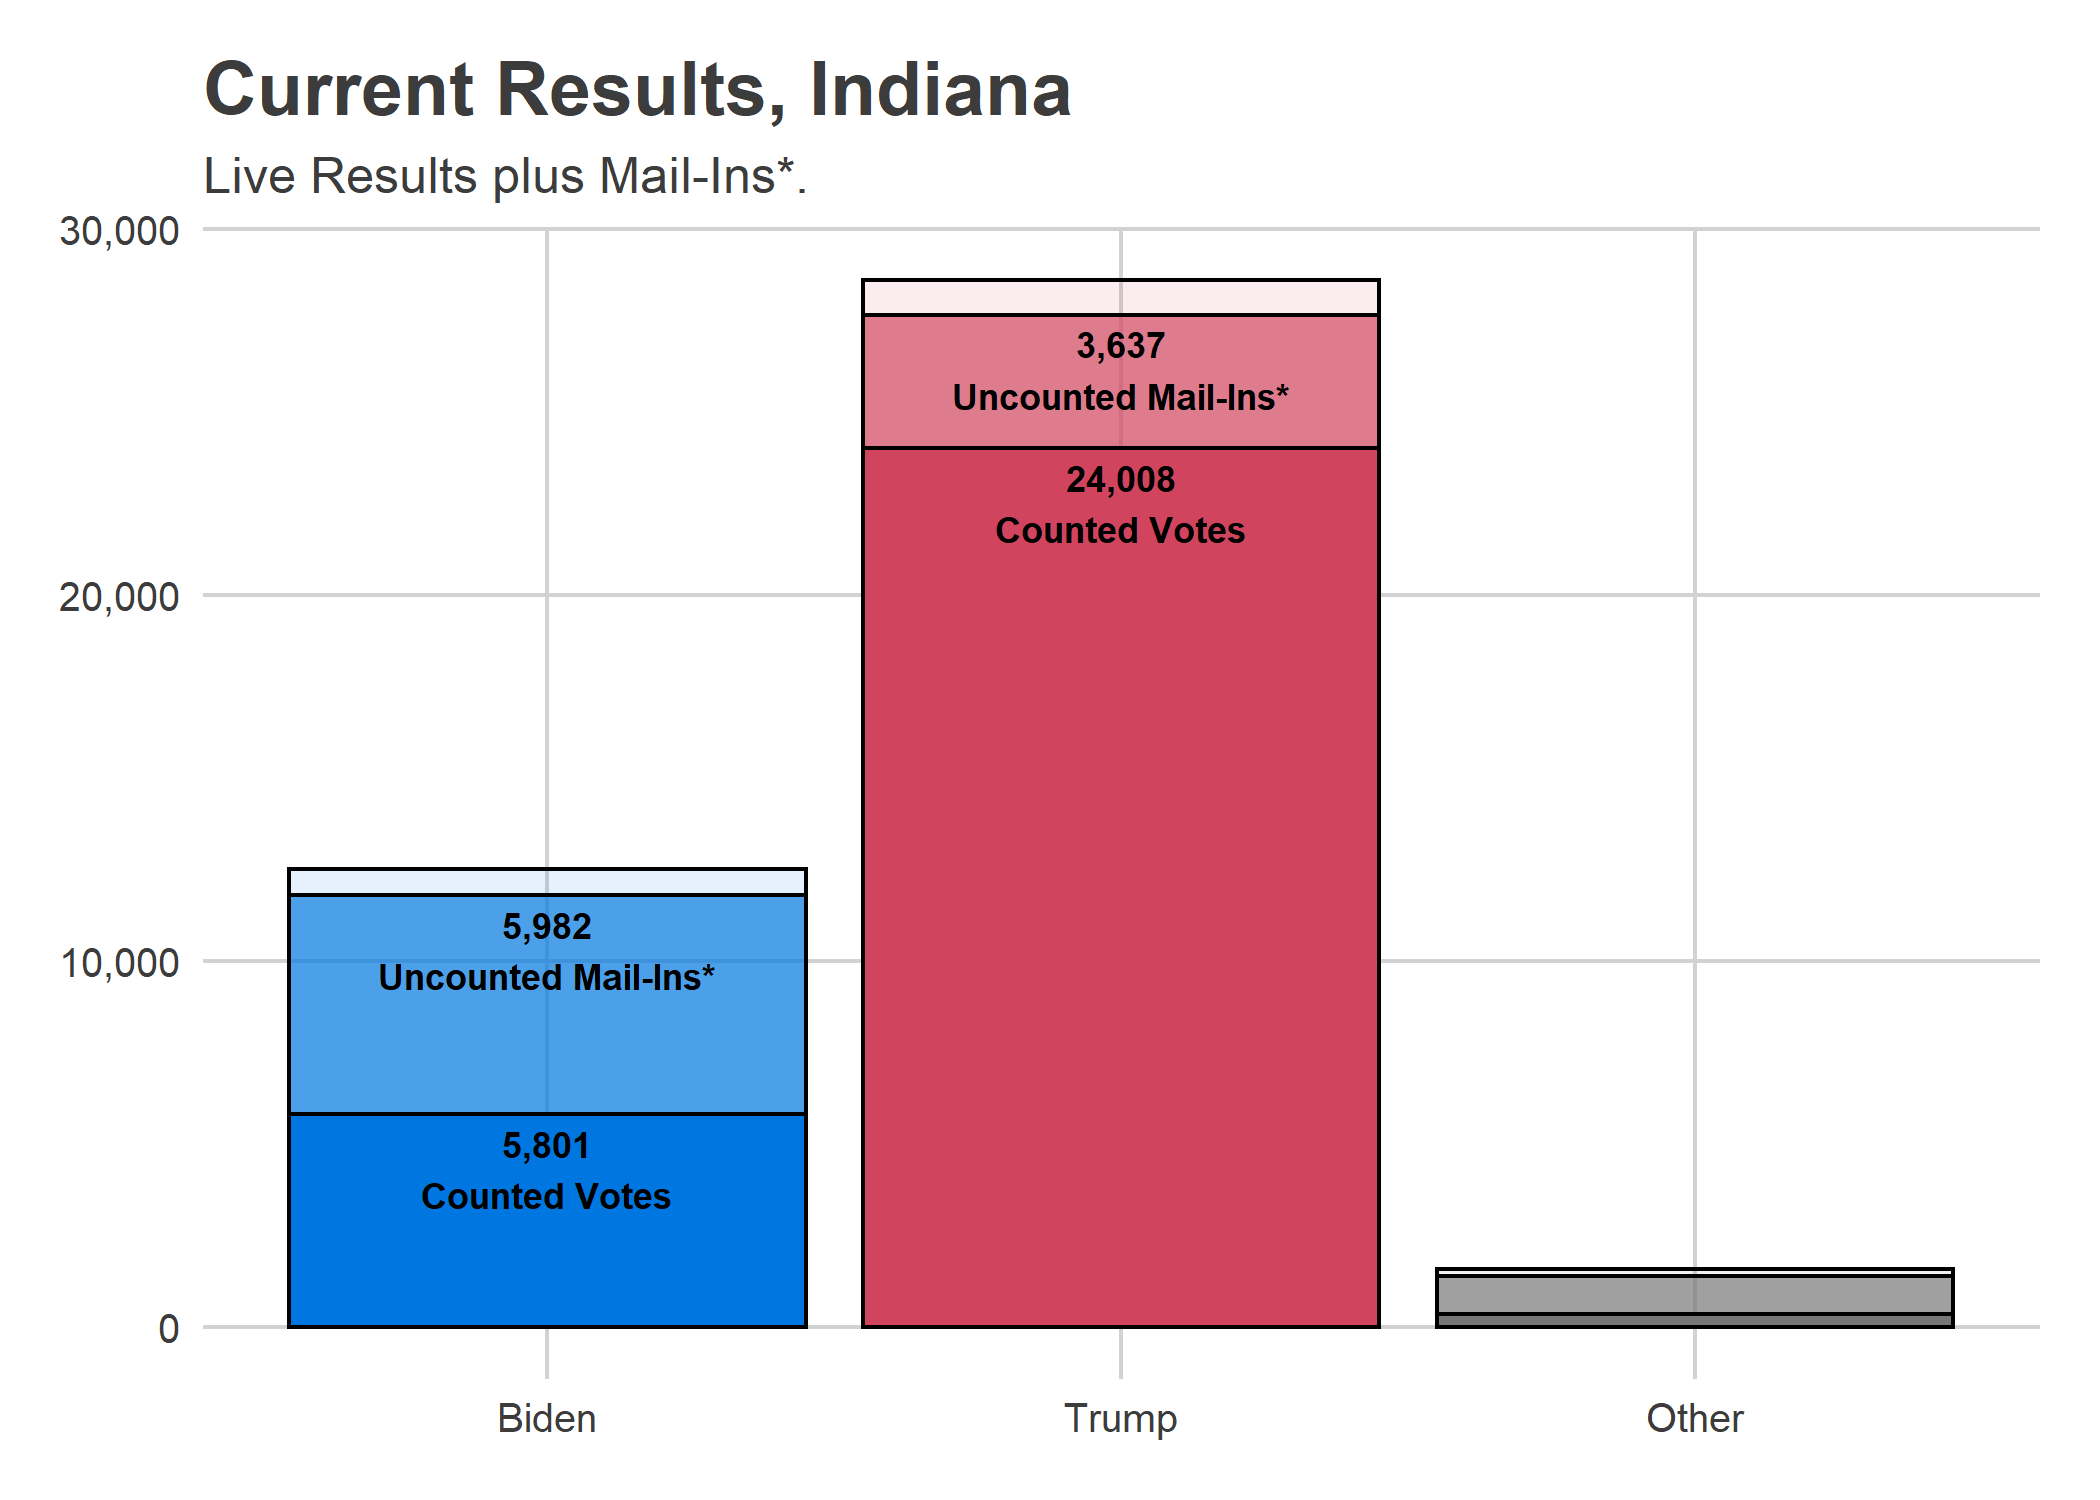 Current Results, Indiana
Live Results plus Mail-Ins*.
30,000
20,000
10,000
0
5,982
Uncounted Mail-Ins*
5,801
Counted Votes
3,637
Uncounted Mail-Ins*
24,008
Counted Votes
Biden
Trump
Other